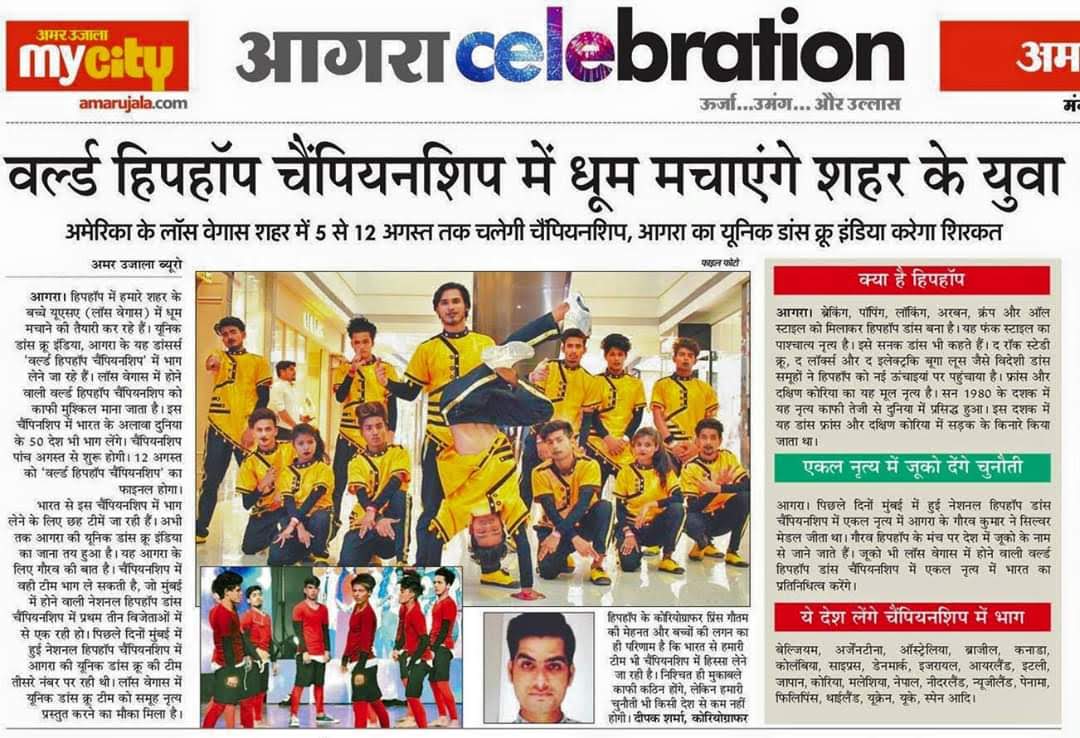 अमर उजाला
mycity
amarujala.com
आगरा celebration
ऊर्जा...उमंग... और उल्लास
अम
मं
वर्ल्ड हिपहॉप चैंपियनशिप में धूम मचाएंगे शहर के युवा
अमेरिका के लॉस वेगास शहर में 5 से 12 अगस्त तक चलेगी चैंपियनशिप, आगरा का यूनिक डांस क्रू इंडिया करेगा शिरकत
अमर उजाला ब्यूरो
आगरा। हिपहॉप में हमारे शहर के
बच्चे यूएसए (लॉस वेगास) में धूम
मचाने की तैयारी कर रहे हैं। यूनिक
डांस क्रू इंडिया, आगरा के यह डांसर्स
'वर्ल्ड हिपहॉप चैंपियनशिप' में भाग
लेने जा रहे हैं। लॉस वेगास में होने
वाली वर्ल्ड हिपहॉप चैंपियनशिप को
काफी मुश्किल माना जाता है। इस
चैंपिनशिप में भारत के अलावा दुनिया
के 50 देश भी भाग लेंगे। चैंपियनशिप
पांच अगस्त से शुरू होगी। 12 अगस्त
को 'वर्ल्ड हिपहॉप चैंपियनशिप' का
फाइनल होगा।
भारत से इस चैंपियनशिप में भाग
लेने के लिए छह टीमें जा रही हैं। अभी
तक आगरा की यूनिक डांस क्रू इंडिया
का जाना तय हुआ है। यह आगरा के
लिए गौरव की बात है। चैंपियनशिप में
वही टीम भाग ले सकती है, जो मुंबई
में होने वाली नेशनल हिपहॉप डांस
चैंपियनशिप में प्रथम तीन विजेताओं में
से एक रही हो। पिछले दिनों मुंबई में
हुई नेशनल हिपहॉप चैंपियनशिप में
आगरा की यूनिक डांस क्रू की टीम
तीसरे नंबर पर रही थी। लॉस वेगास में
यूनिक डांस क्रू टीम को समूह नृत्य
प्रस्तुत करने का मौका मिला है।
फाइल फोटो
हिपहॉप के कोरियोग्राफर प्रिंस गौतम
की मेहनत और बच्चों की लगन का
ही परिणाम है कि भारत से हमारी
टीम भी चैंपियनशिप में हिस्सा लेने
जा रही है। निश्चित ही मुकाबले
काफी कठिन होंगे, लेकिन हमारी
चुनौती भी किसी देश से कम नहीं
होगी। दीपक शर्मा, कोरियोग्राफर
क्या है हिपहॉप
आगरा। ब्रेकिंग, पॉपिंग, लॉकिंग, अरबन, क्रंप और ऑल
स्टाइल को मिलाकर हिपहॉप डांस बना है। यह फंक स्टाइल का
पाश्चात्य नृत्य है। इसे सनक डांस भी कहते हैं। द रॉक स्टेडी
क्रू, द लॉकर्स और द इलेक्ट्रकि बूगा लूस जैसे विदेशी डांस
समूहों ने हिपहॉप को नई ऊंचाइयों पर पहुंचाया है। फ्रांस और
दक्षिण कोरिया का यह मूल नृत्य है। सन 1980 के दशक में
यह नृत्य काफी तेजी से दुनिया में प्रसिद्ध हुआ। इस दशक में
यह डांस फ्रांस और दक्षिण कोरिया में सड़क के किनारे किया
जाता था।
एकल नृत्य में जूको देंगे चुनौती
आगरा। पिछले दिनों मुंबई में हुई नेशनल हिपहॉप डांस
चैंपियनशिप में एकल नृत्य में आगरा के गौरव कुमार ने सिल्वर
मेडल जीता था। गौरव हिपहॉप के मंच पर देश में जूको के नाम
से जाने जाते हैं। जूको भी लॉस वेगास में होने वाली वर्ल्ड
हिपहॉप डांस चैंपियनशिप में एकल नृत्य में भारत का
प्रतिनिधित्व करेंगे।
ये देश लेंगे चैंपियनशिप में भाग
बेल्जियम, अर्जेंनटीना, ऑस्ट्रेलिया, ब्राजील, कनाडा,
कोलंबिया, साइप्रस, डेनमार्क, इजरायल, आयरलैंड, इटली,
जापान, कोरिया, मलेशिया, नेपाल, नीदरलैंड, न्यूजीलैंड, पेनामा,
फिलिपिंस, थाईलैंड, यूक्रेन, यूके, स्पेन आदि।